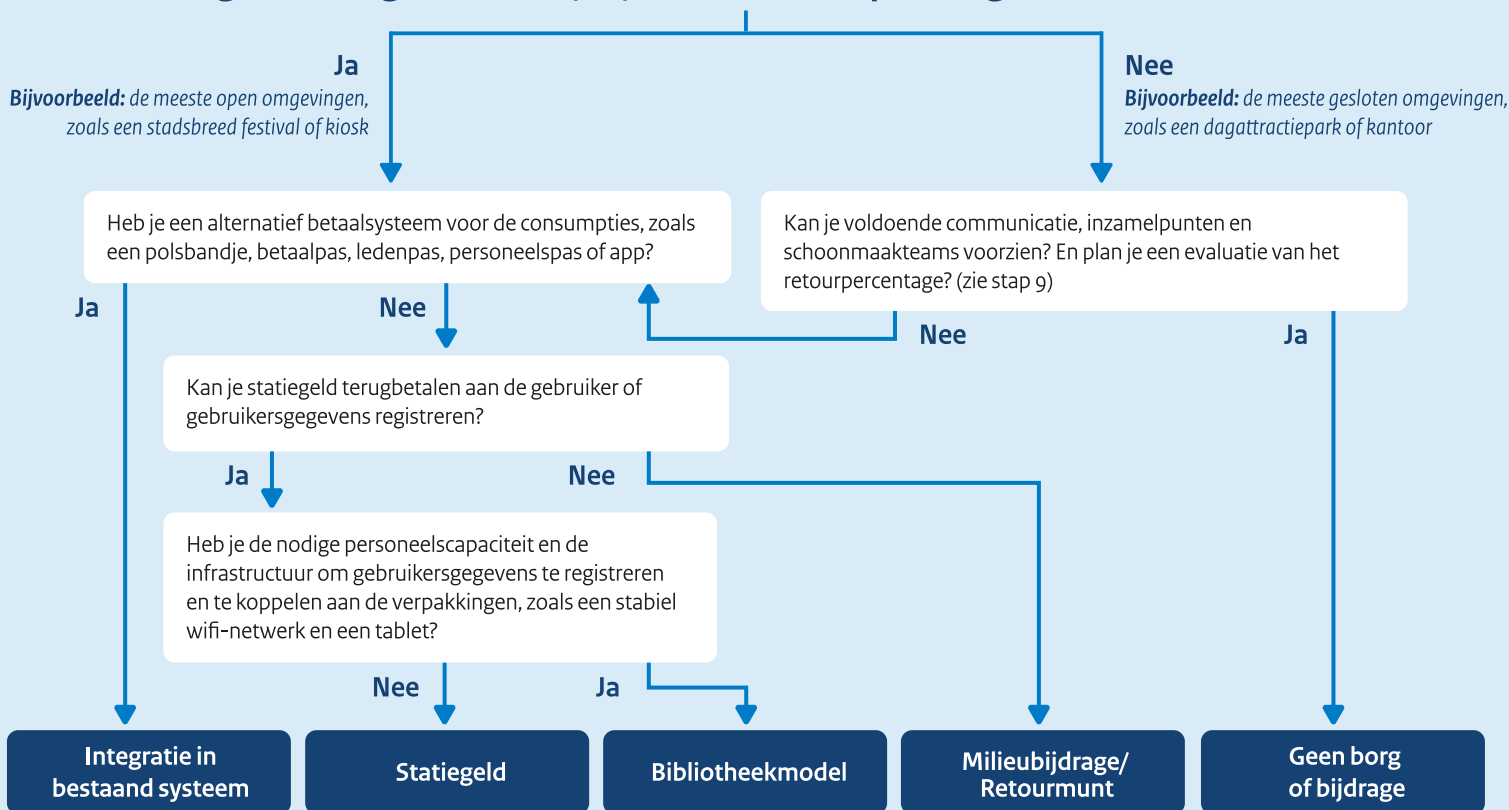 Ja
Bijvoorbeeld: de meeste open omgevingen,
zoals een stadsbreed festival of kiosk
Nee
Bijvoorbeeld: de meeste gesloten omgevingen,
zoals een dagattractiepark of kantoor
Heb je een alternatief betaalsysteem voor de consumpties, zoals
een polsbandje, betaalpas, ledenpas, personeelspas of app?
Kan je voldoende communicatie, inzamelpunten en
schoonmaakteams voorzien? En plan je een evaluatie van het
retourpercentage? (zie stap 9)
Ja
Nee
Nee
Ja
Kan je statiegeld terugbetalen aan de gebruiker of
gebruikersgegevens registreren?
Ja
Nee
Heb je de nodige personeelscapaciteit en de
infrastructuur om gebruikersgegevens te registreren
en te koppelen aan de verpakkingen, zoals een stabiel
wifi-netwerk en een tablet?
Nee
Ja
Integratie in
bestaand systeem
Statiegeld
Bibliotheekmodel
Milieubijdrage/
Retourmunt
Geen borg
of bijdrage